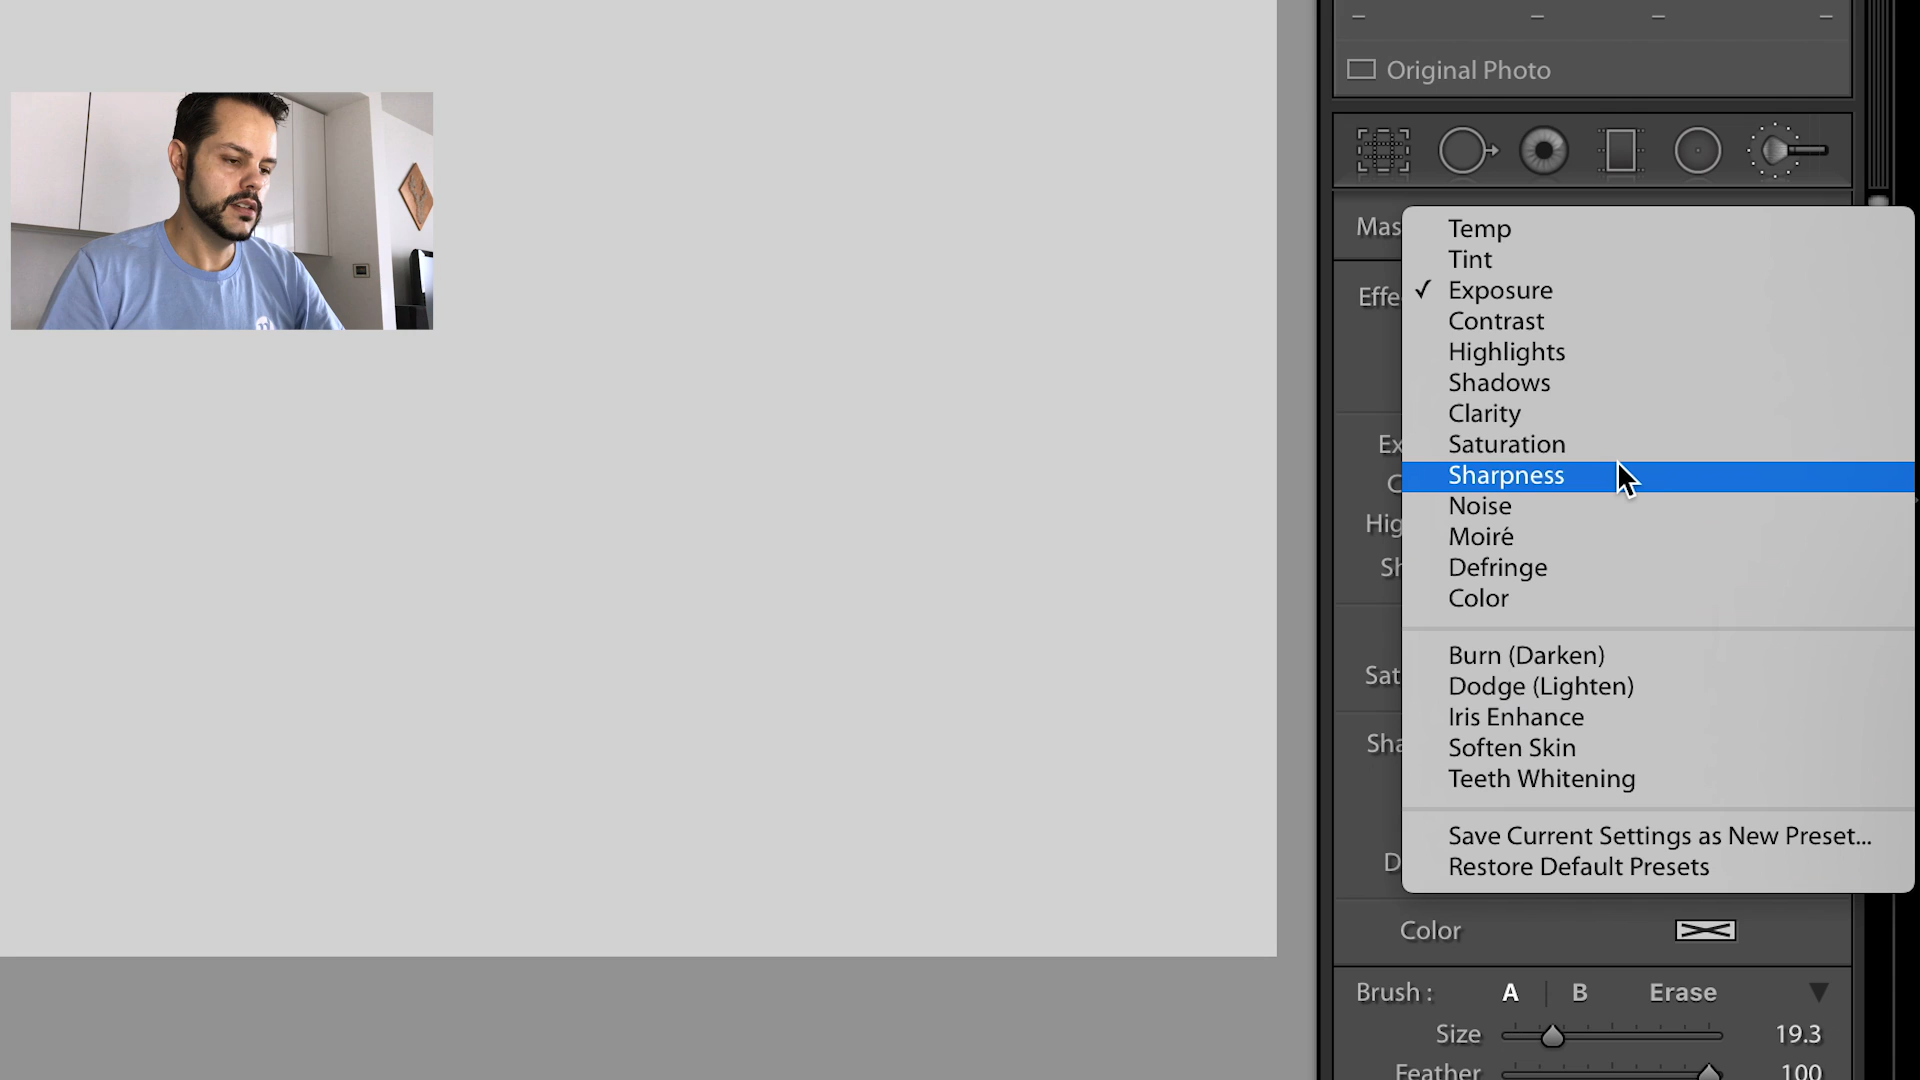 Original Photo
Mas
Effe
Temp
Tint
✓ Exposure
Contrast
Highlights
Shadows
Clarity
Saturation
Sharpness
Noise
Moiré
Defringe
Color
Burn (Darken)
Dodge (Lighten)
Iris Enhance
Soften Skin
Teeth Whitening
Save Current Settings as New Preset...
Restore Default Presets
Ex
C
Hig
Sh
Sat
Sha
D
Color
Brush : A B Erase
Size 19.3
Feather 100